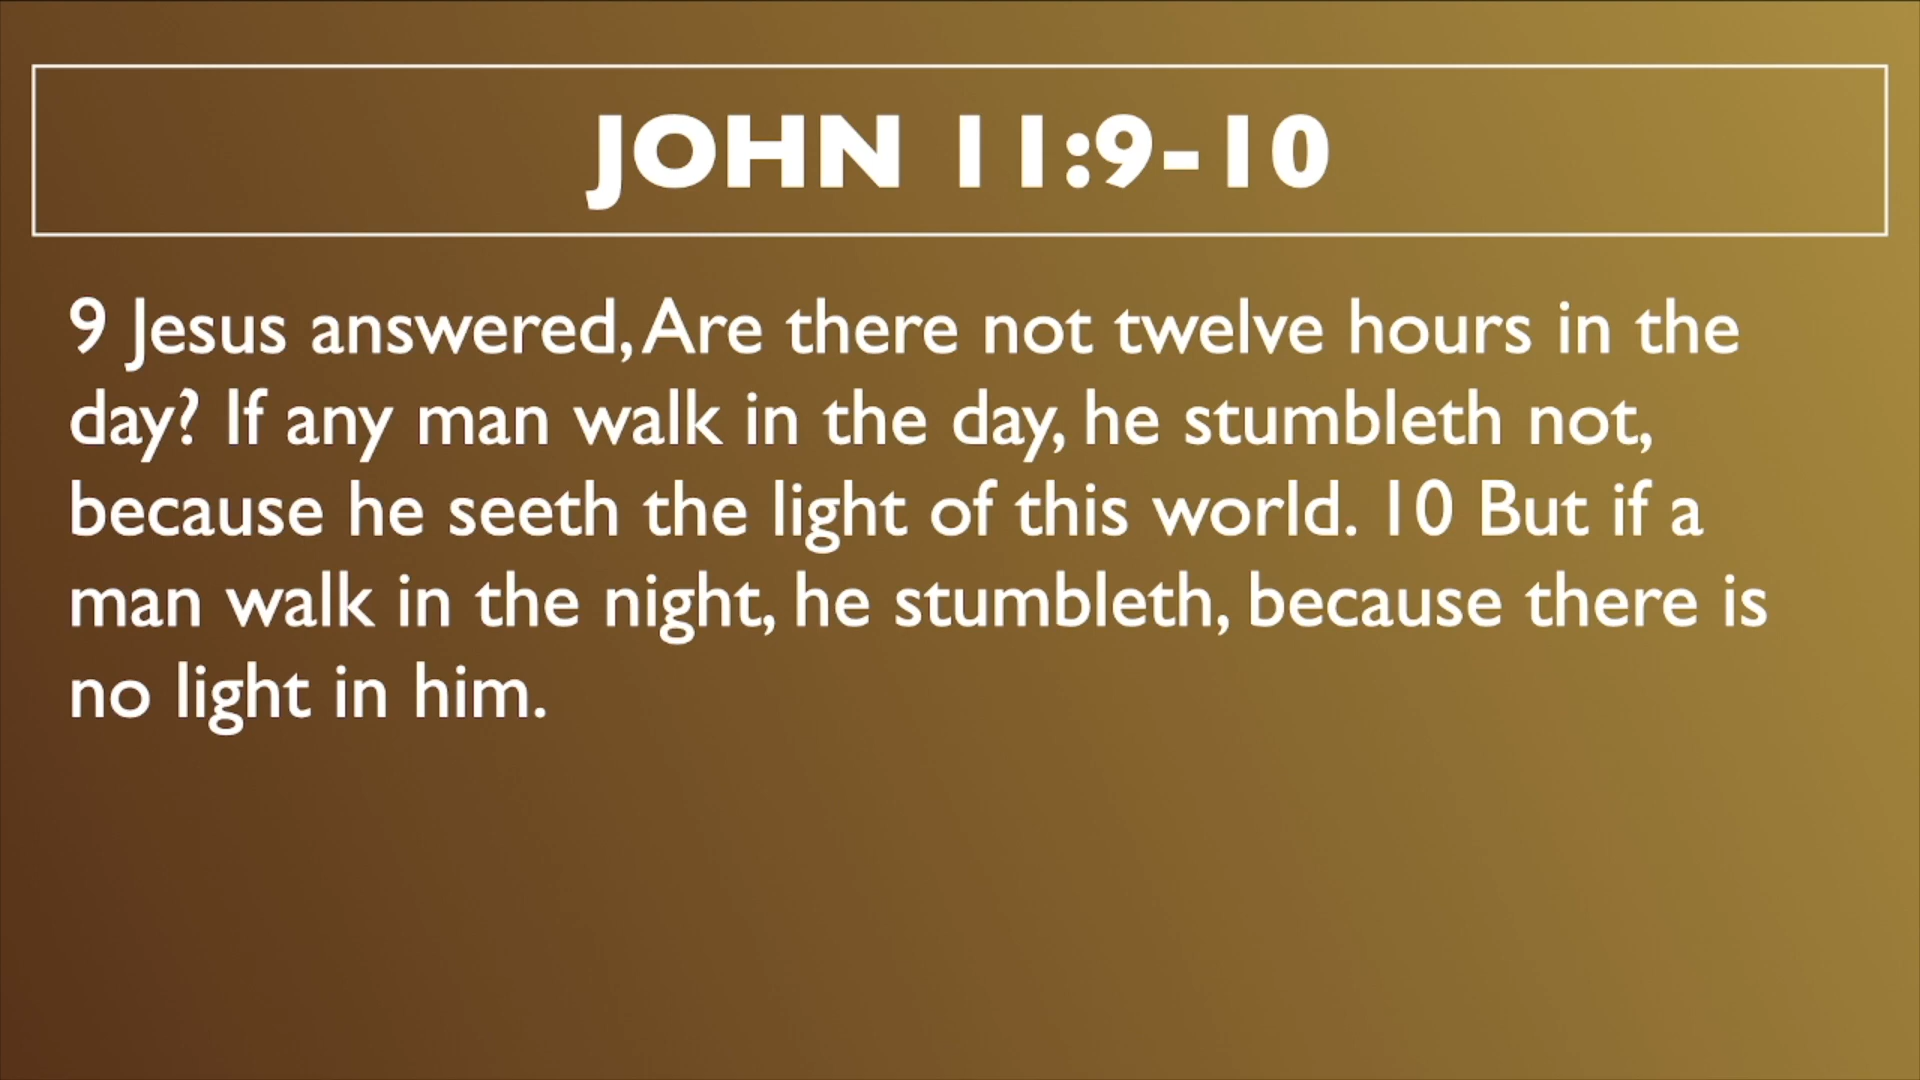 JOHN 11:9-10
9 Jesus answered, Are there not twelve hours in the
day? If any man walk in the day, he stumbleth not,
because he seeth the light of this world. 10 But if a
man walk in the night, he stumbleth, because there is
no light in him.